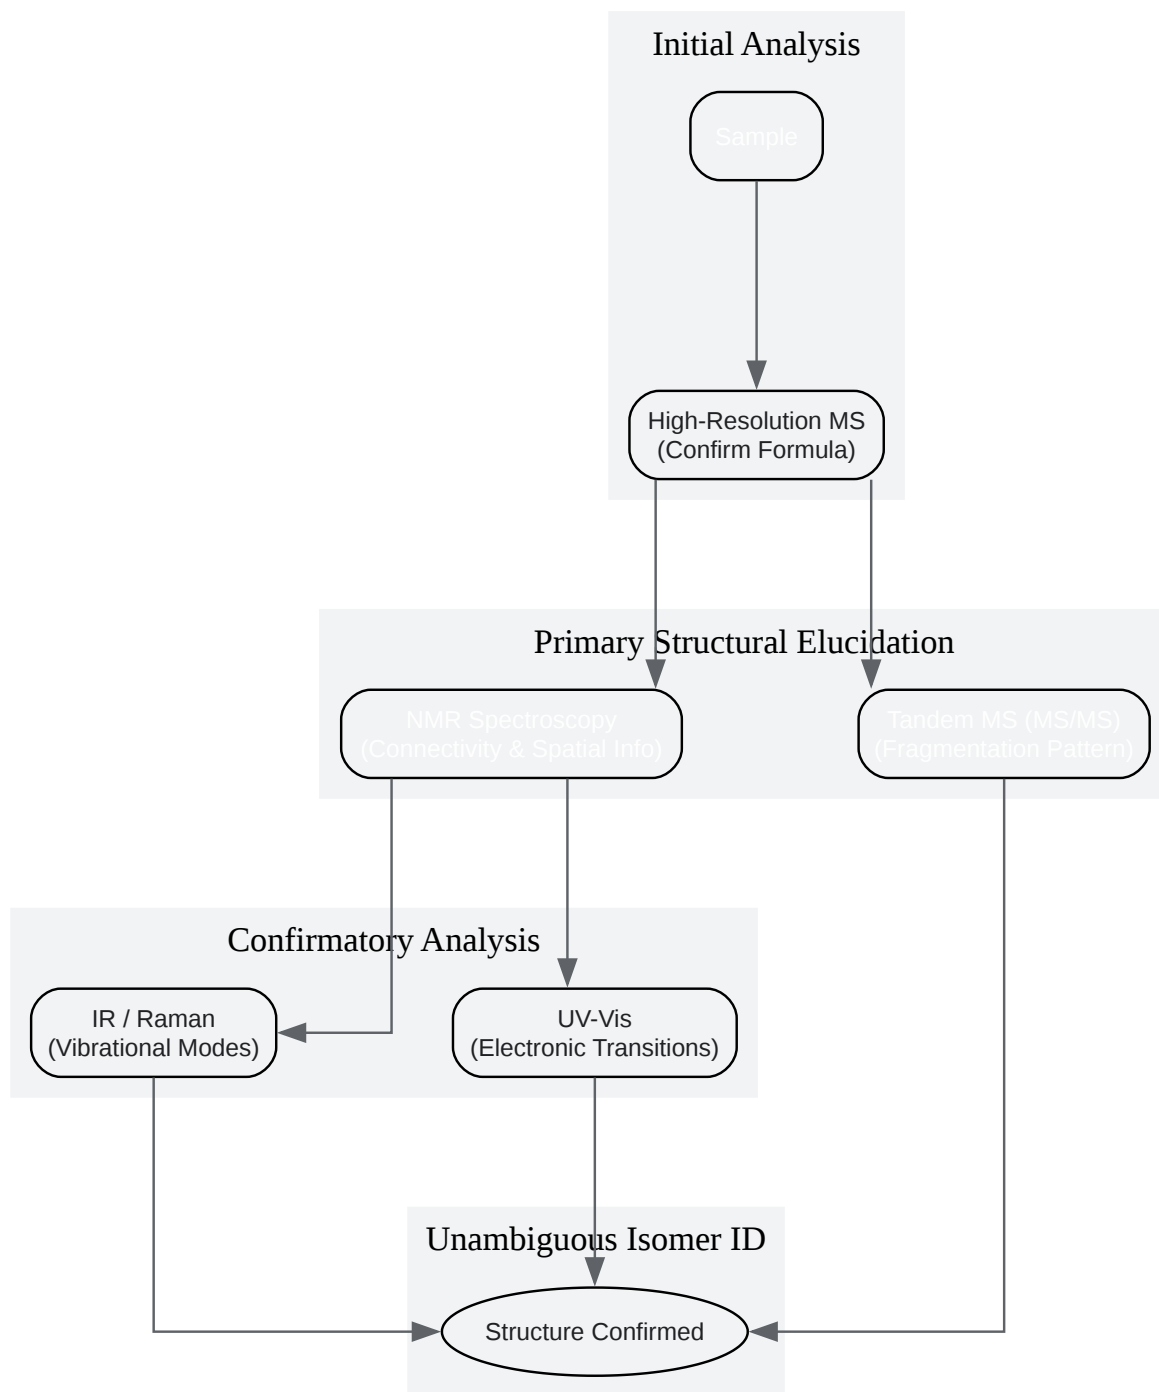 Initial Analysis
Sample
High-Resolution MS
(Confirm Formula)
Primary Structural Elucidation
NMR Spectroscopy
(Connectivity & Spatial Info)
Tandem MS (MS/MS)
(Fragmentation Pattern)
Confirmatory Analysis
IR / Raman
(Vibrational Modes)
UV-Vis
(Electronic Transitions)
Unambiguous Isomer ID
Structure Confirmed